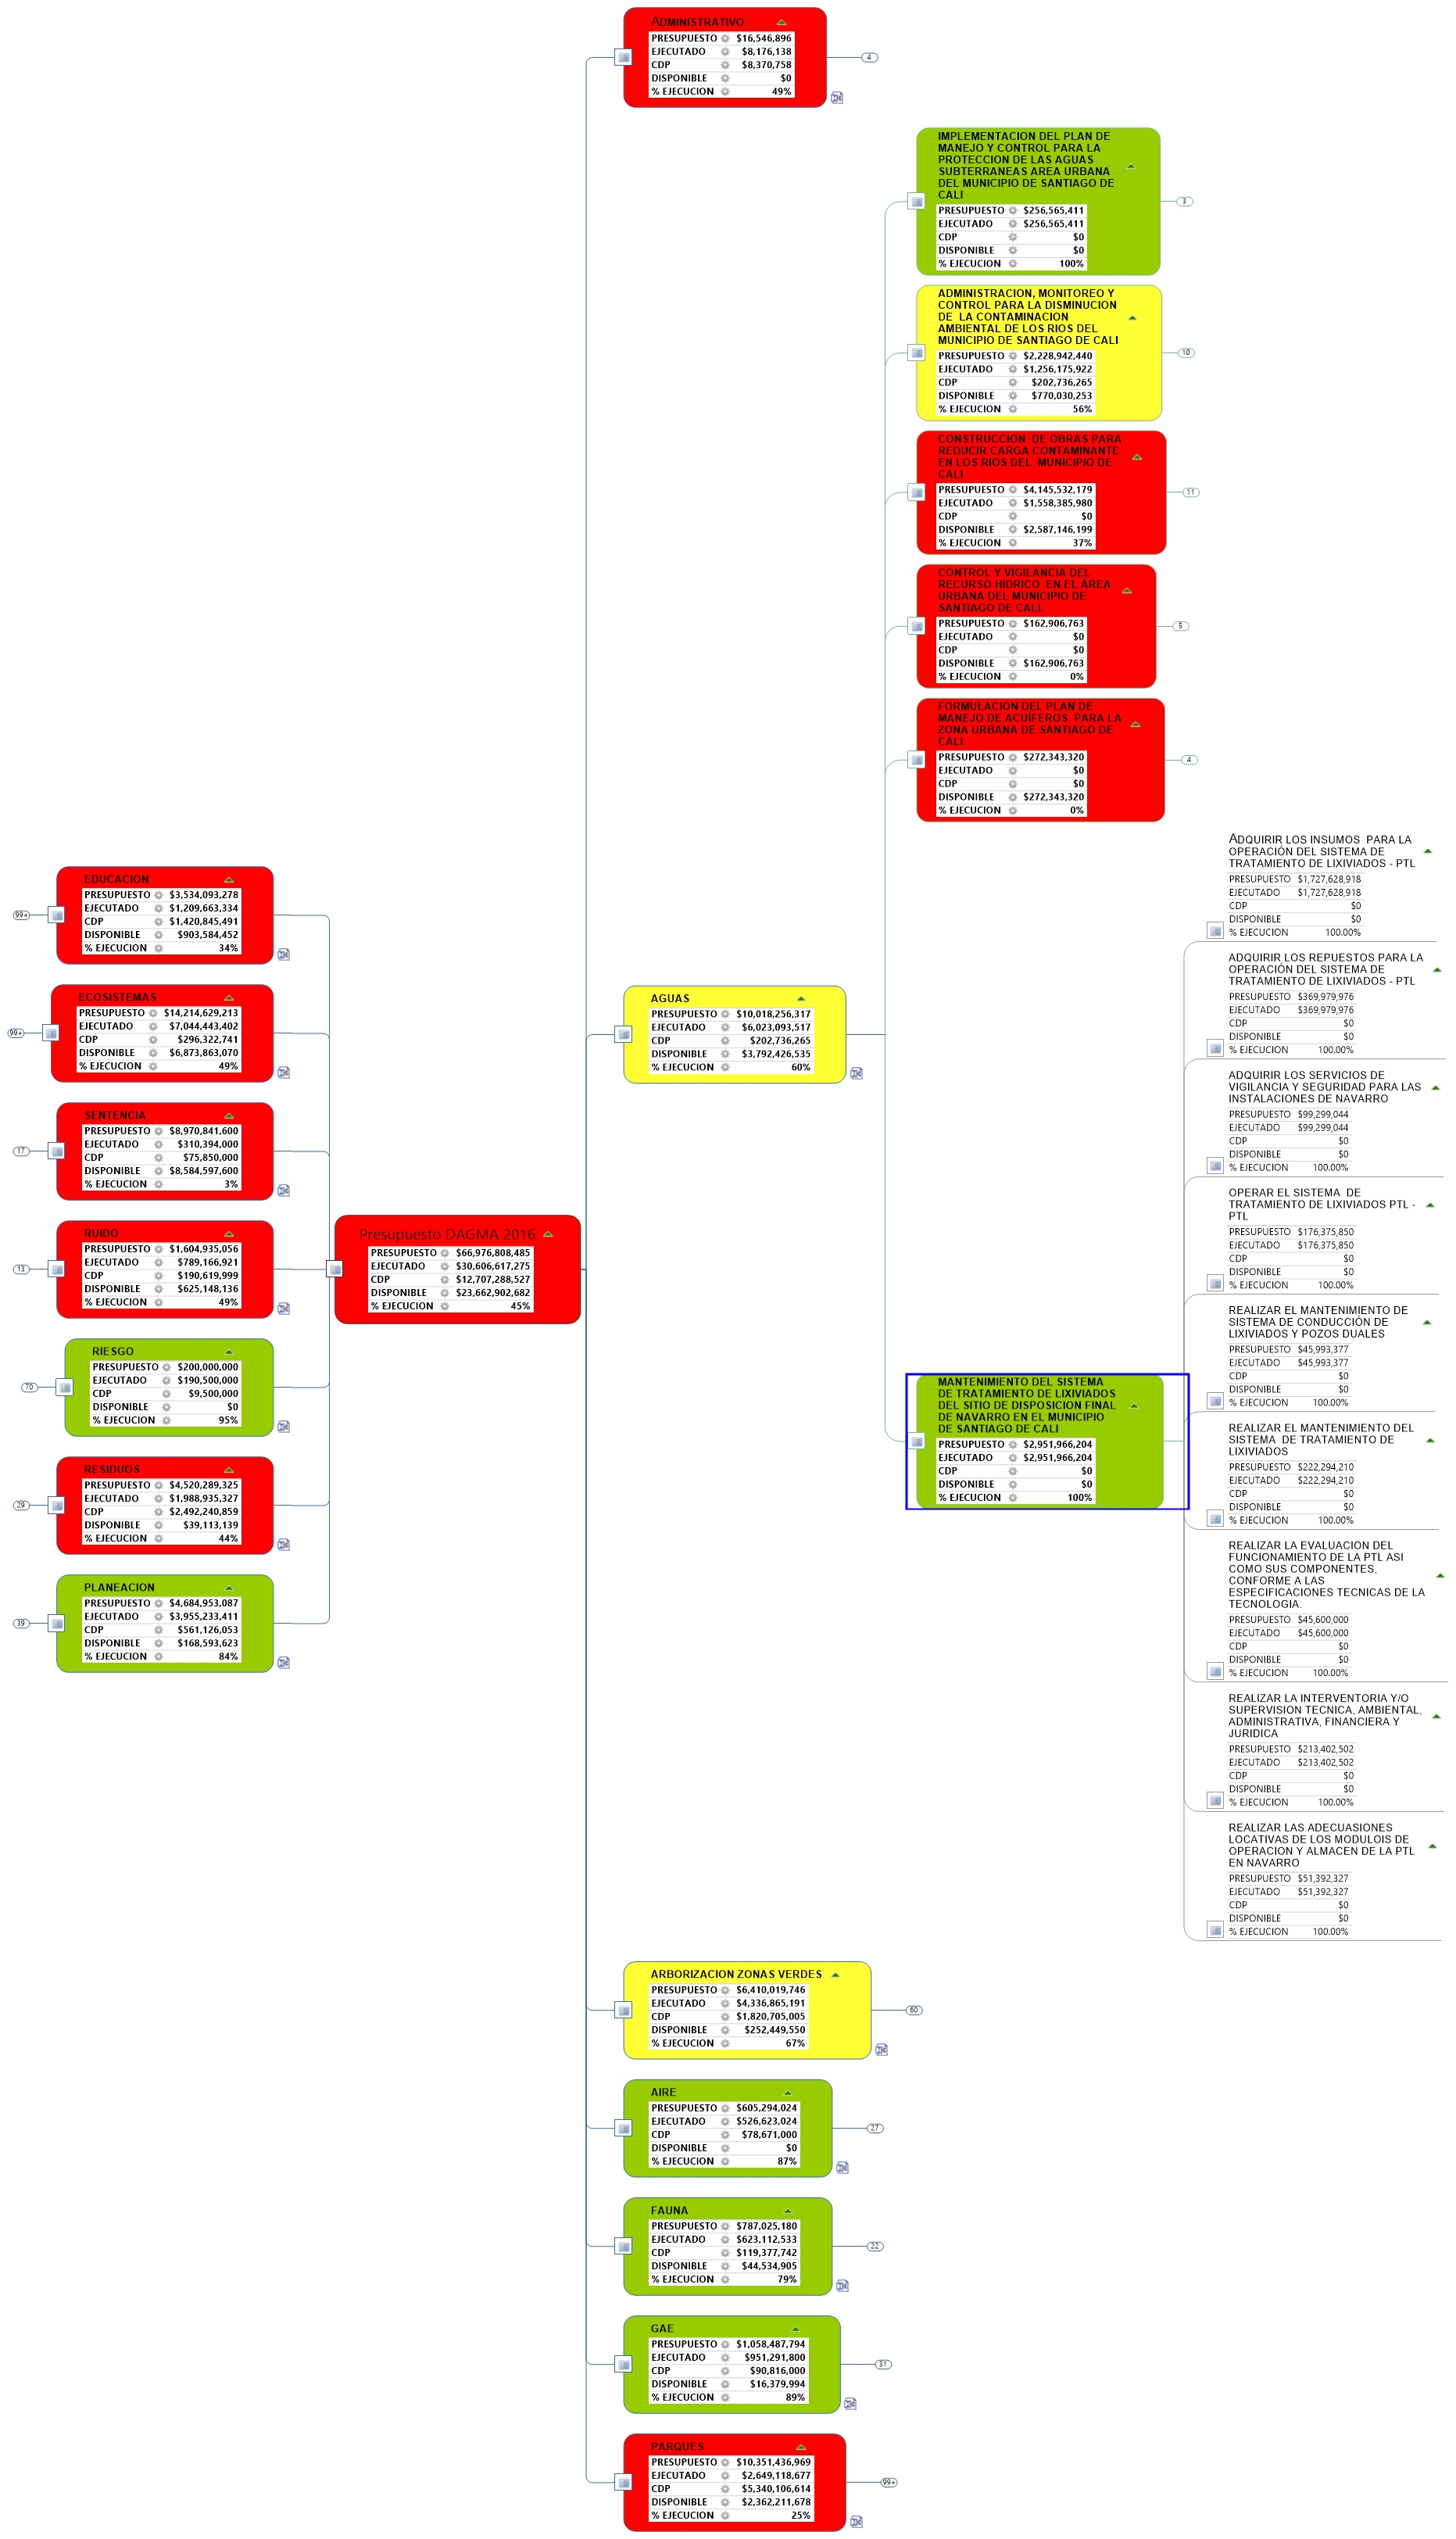 ADMINISTRATIVO
PRESUPUESTO $16,546,896
EJECUTADO $8,176,138
CDP $8,370,758
DISPONIBLE $0
% EJECUCION 49%
4
IMPLEMENTACION DEL PLAN DE
MANEJO Y CONTROL PARA LA
PROTECCION DE LAS AGUAS
SUBTERRANEAS AREA URBANA
DEL MUNICIPIO DE SANTIAGO DE
CALI
PRESUPUESTO $256,565,411
EJECUTADO $256,565,411
CDP $0
DISPONIBLE $0
% EJECUCION 100%
3
ADMINISTRACION, MONITOREO Y
CONTROL PARA LA DISMINUCION
DE LA CONTAMINACION
AMBIENTAL DE LOS RIOS DEL
MUNICIPIO DE SANTIAGO DE CALI
PRESUPUESTO $2,228,942,440
EJECUTADO $1,256,175,922
CDP $202,736,265
DISPONIBLE $770,030,253
% EJECUCION 56%
10
CONSTRUCCION DE OBRAS PARA
REDUCIR CARGA CONTAMINANTE
EN LOS RIOS DEL MUNICIPIO DE
CALI
PRESUPUESTO $4,145,532,179
EJECUTADO $1,558,385,980
CDP $0
DISPONIBLE $2,587,146,199
% EJECUCION 37%
11
CONTROL Y VIGILANCIA DEL
RECURSO HÍDRICO EN EL ÁREA
URBANA DEL MUNICIPIO DE
SANTIAGO DE CALI.
PRESUPUESTO $162,906,763
EJECUTADO $0
CDP $0
DISPONIBLE $162,906,763
% EJECUCION 0%
5
FORMULACION DEL PLAN DE
MANEJO DE ACUÍFEROS PARA LA
ZONA URBANA DE SANTIAGO DE
CALI
PRESUPUESTO $272,343,320
EJECUTADO $0
CDP $0
DISPONIBLE $272,343,320
% EJECUCION 0%
4
EDUCACION
PRESUPUESTO $3,534,093,278
EJECUTADO $1,209,663,334
CDP $1,420,845,491
DISPONIBLE $903,584,452
% EJECUCION 34%
99+
ECOSISTEMAS
PRESUPUESTO $14,214,629,213
EJECUTADO $7,044,443,402
CDP $296,322,741
DISPONIBLE $6,873,863,070
% EJECUCION 49%
99+
SENTENCIA
PRESUPUESTO $8,970,841,600
EJECUTADO $310,394,000
CDP $75,850,000
DISPONIBLE $8,584,597,600
% EJECUCION 3%
17
RUIDO
PRESUPUESTO $1,604,935,056
EJECUTADO $789,166,921
CDP $190,619,999
DISPONIBLE $625,148,136
% EJECUCION 49%
13
RIESGO
PRESUPUESTO $200,000,000
EJECUTADO $190,500,000
CDP $9,500,000
DISPONIBLE $0
% EJECUCION 95%
70
RESIDUOS
PRESUPUESTO $4,520,289,325
EJECUTADO $1,988,935,327
CDP $2,492,240,859
DISPONIBLE $39,113,139
% EJECUCION 44%
29
PLANEACION
PRESUPUESTO $4,684,953,087
EJECUTADO $3,955,233,411
CDP $561,126,053
DISPONIBLE $168,593,623
% EJECUCION 84%
39
Presupuesto DAGMA 2016
PRESUPUESTO $66,976,808,485
EJECUTADO $30,606,617,275
CDP $12,707,288,527
DISPONIBLE $23,662,902,682
% EJECUCION 45%
AGUAS
PRESUPUESTO $10,018,256,317
EJECUTADO $6,023,093,517
CDP $202,736,265
DISPONIBLE $3,792,426,535
% EJECUCION 60%
MANTENIMIENTO DEL SISTEMA
DE TRATAMIENTO DE LIXIVIADOS
DEL SITIO DE DISPOSICION FINAL
DE NAVARRO EN EL MUNICIPIO
DE SANTIAGO DE CALI
PRESUPUESTO $2,951,966,204
EJECUTADO $2,951,966,204
CDP $0
DISPONIBLE $0
% EJECUCION 100%
ADQUIRIR LOS INSUMOS PARA LA
OPERACIÓN DEL SISTEMA DE
TRATAMIENTO DE LIXIVIADOS - PTL
PRESUPUESTO $1,727,628,918
EJECUTADO $1,727,628,918
CDP $0
DISPONIBLE $0
% EJECUCION 100.00%
ADQUIRIR LOS REPUESTOS PARA LA
OPERACIÓN DEL SISTEMA DE
TRATAMIENTO DE LIXIVIADOS - PTL
PRESUPUESTO $369,979,976
EJECUTADO $369,979,976
CDP $0
DISPONIBLE $0
% EJECUCION 100.00%
ADQUIRIR LOS SERVICIOS DE
VIGILANCIA Y SEGURIDAD PARA LAS
INSTALACIONES DE NAVARRO
PRESUPUESTO $99,299,044
EJECUTADO $99,299,044
CDP $0
DISPONIBLE $0
% EJECUCION 100.00%
OPERAR EL SISTEMA DE
TRATAMIENTO DE LIXIVIADOS PTL -
PTL
PRESUPUESTO $176,375,850
EJECUTADO $176,375,850
CDP $0
DISPONIBLE $0
% EJECUCION 100.00%
REALIZAR EL MANTENIMIENTO DE
SISTEMA DE CONDUCCIÓN DE
LIXIVIADOS Y POZOS DUALES
PRESUPUESTO $45,993,377
EJECUTADO $45,993,377
CDP $0
DISPONIBLE $0
% EJECUCION 100.00%
REALIZAR EL MANTENIMIENTO DEL
SISTEMA DE TRATAMIENTO DE
LIXIVIADOS
PRESUPUESTO $222,294,210
EJECUTADO $222,294,210
CDP $0
DISPONIBLE $0
% EJECUCION 100.00%
REALIZAR LA EVALUACION DEL
FUNCIONAMIENTO DE LA PTL ASI
COMO SUS COMPONENTES,
CONFORME A LAS
ESPECIFICACIONES TECNICAS DE LA
TECNOLOGIA.
PRESUPUESTO $45,600,000
EJECUTADO $45,600,000
CDP $0
DISPONIBLE $0
% EJECUCION 100.00%
REALIZAR LA INTERVENTORIA Y/O
SUPERVISION TECNICA, AMBIENTAL,
ADMINISTRATIVA, FINANCIERA Y
JURIDICA
PRESUPUESTO $213,402,502
EJECUTADO $213,402,502
CDP $0
DISPONIBLE $0
% EJECUCION 100.00%
REALIZAR LAS ADECUASIONES
LOCATIVAS DE LOS MODULOIS DE
OPERACION Y ALMACEN DE LA PTL
EN NAVARRO
PRESUPUESTO $51,392,327
EJECUTADO $51,392,327
CDP $0
DISPONIBLE $0
% EJECUCION 100.00%
ARBORIZACION ZONAS VERDES
PRESUPUESTO $6,410,019,746
EJECUTADO $4,336,865,191
CDP $1,820,705,005
DISPONIBLE $252,449,550
% EJECUCION 67%
60
AIRE
PRESUPUESTO $605,294,024
EJECUTADO $526,623,024
CDP $78,671,000
DISPONIBLE $0
% EJECUCION 87%
27
FAUNA
PRESUPUESTO $787,025,180
EJECUTADO $623,112,533
CDP $119,377,742
DISPONIBLE $44,534,905
% EJECUCION 79%
22
GAE
PRESUPUESTO $1,058,487,794
EJECUTADO $951,291,800
CDP $90,816,000
DISPONIBLE $16,379,994
% EJECUCION 89%
31
PARQUES
PRESUPUESTO $10,351,436,969
EJECUTADO $2,649,118,677
CDP $5,340,106,614
DISPONIBLE $2,362,211,678
% EJECUCION 25%
99+